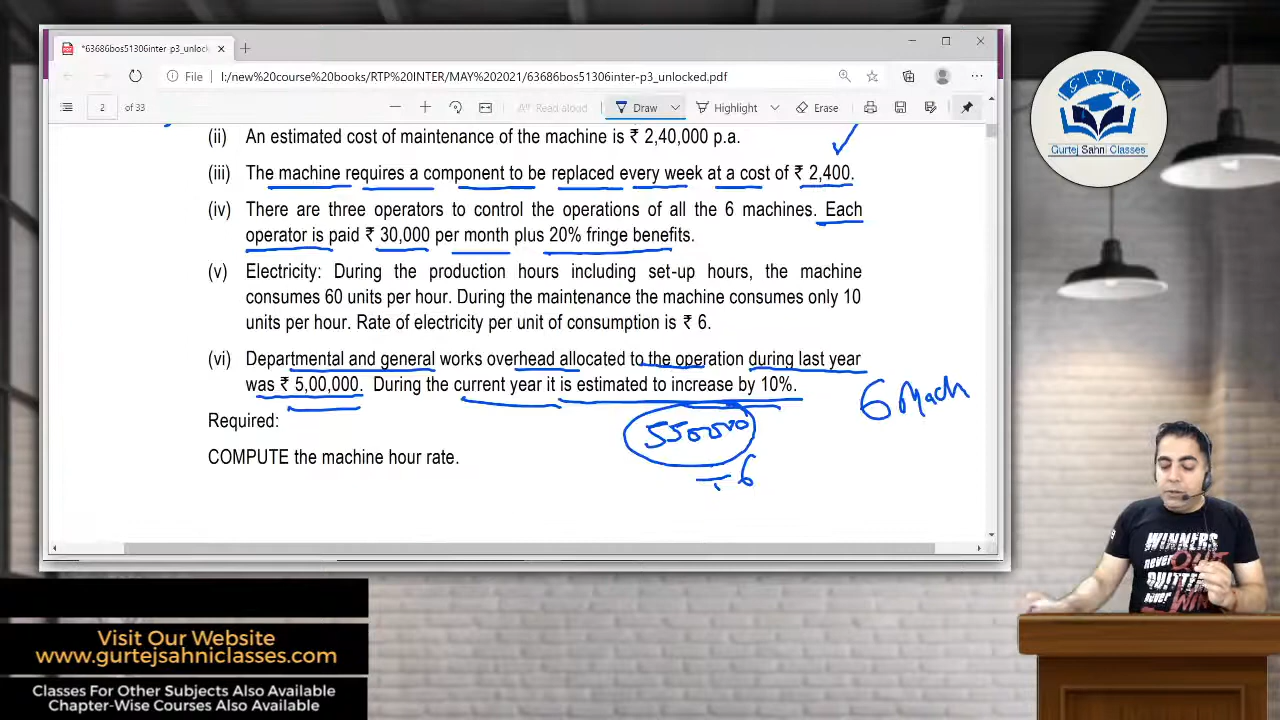 *63686bos51306inter-p3_unlock
File
I:/new%20course%20books/RTP%20INTER/MAY%202021/63686bos51306inter-p3_unlocked.pdf
2 of 33
Read aloud
Draw
Highlight
Erase
(ii) An estimated cost of maintenance of the machine is ₹ 2,40,000 p.a.
(iii) The machine requires a component to be replaced every week at a cost of ₹ 2,400.
(iv) There are three operators to control the operations of all the 6 machines. Each
operator is paid ₹ 30,000 per month plus 20% fringe benefits.
(v) Electricity: During the production hours including set-up hours, the machine
consumes 60 units per hour. During the maintenance the machine consumes only 10
units per hour. Rate of electricity per unit of consumption is ₹ 6.
(vi) Departmental and general works overhead allocated to the operation during last year
was ₹ 5,00,000. During the current year it is estimated to increase by 10%.
6 Mach
Required:
550000
COMPUTE the machine hour rate.
÷ 6
GSC
Gurtej Sahni Classes
WINNERS
never QUIT
QUITTERS
never WIN
Visit Our Website
www.gurtejsahniclasses.com
Classes For Other Subjects Also Available
Chapter-Wise Courses Also Available